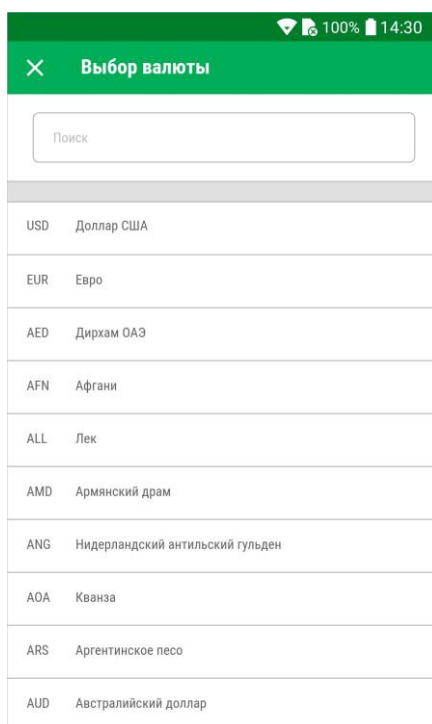 100% 14:30
Выбор валюты
Поиск
USD Доллар США
EUR Евро
AED Дирхам ОАЭ
AFN Афгани
ALL Лек
AMD Армянский драм
ANG Нидерландский антильский гульден
AOA Кванза
ARS Аргентинское песо
AUD Австралийский доллар